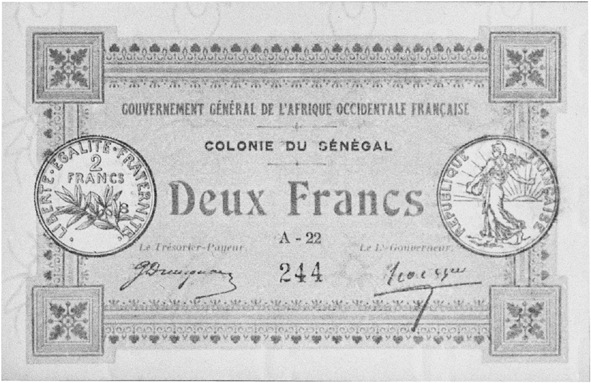 GOUVERNEMENT GÉNÉRAL DE L'AFRIQUE OCCIDENTALE FRANÇAISE
COLONIE DU SÉNÉGAL
LIBERTÉ·ÉGALITÉ·FRATERNITÉ·
2
FRANCS
Deux Francs
RÉPUBLIQUE FRANÇAISE
A - 22
Le Trésorier-Payeur
Le Lt-Gouverneur
244